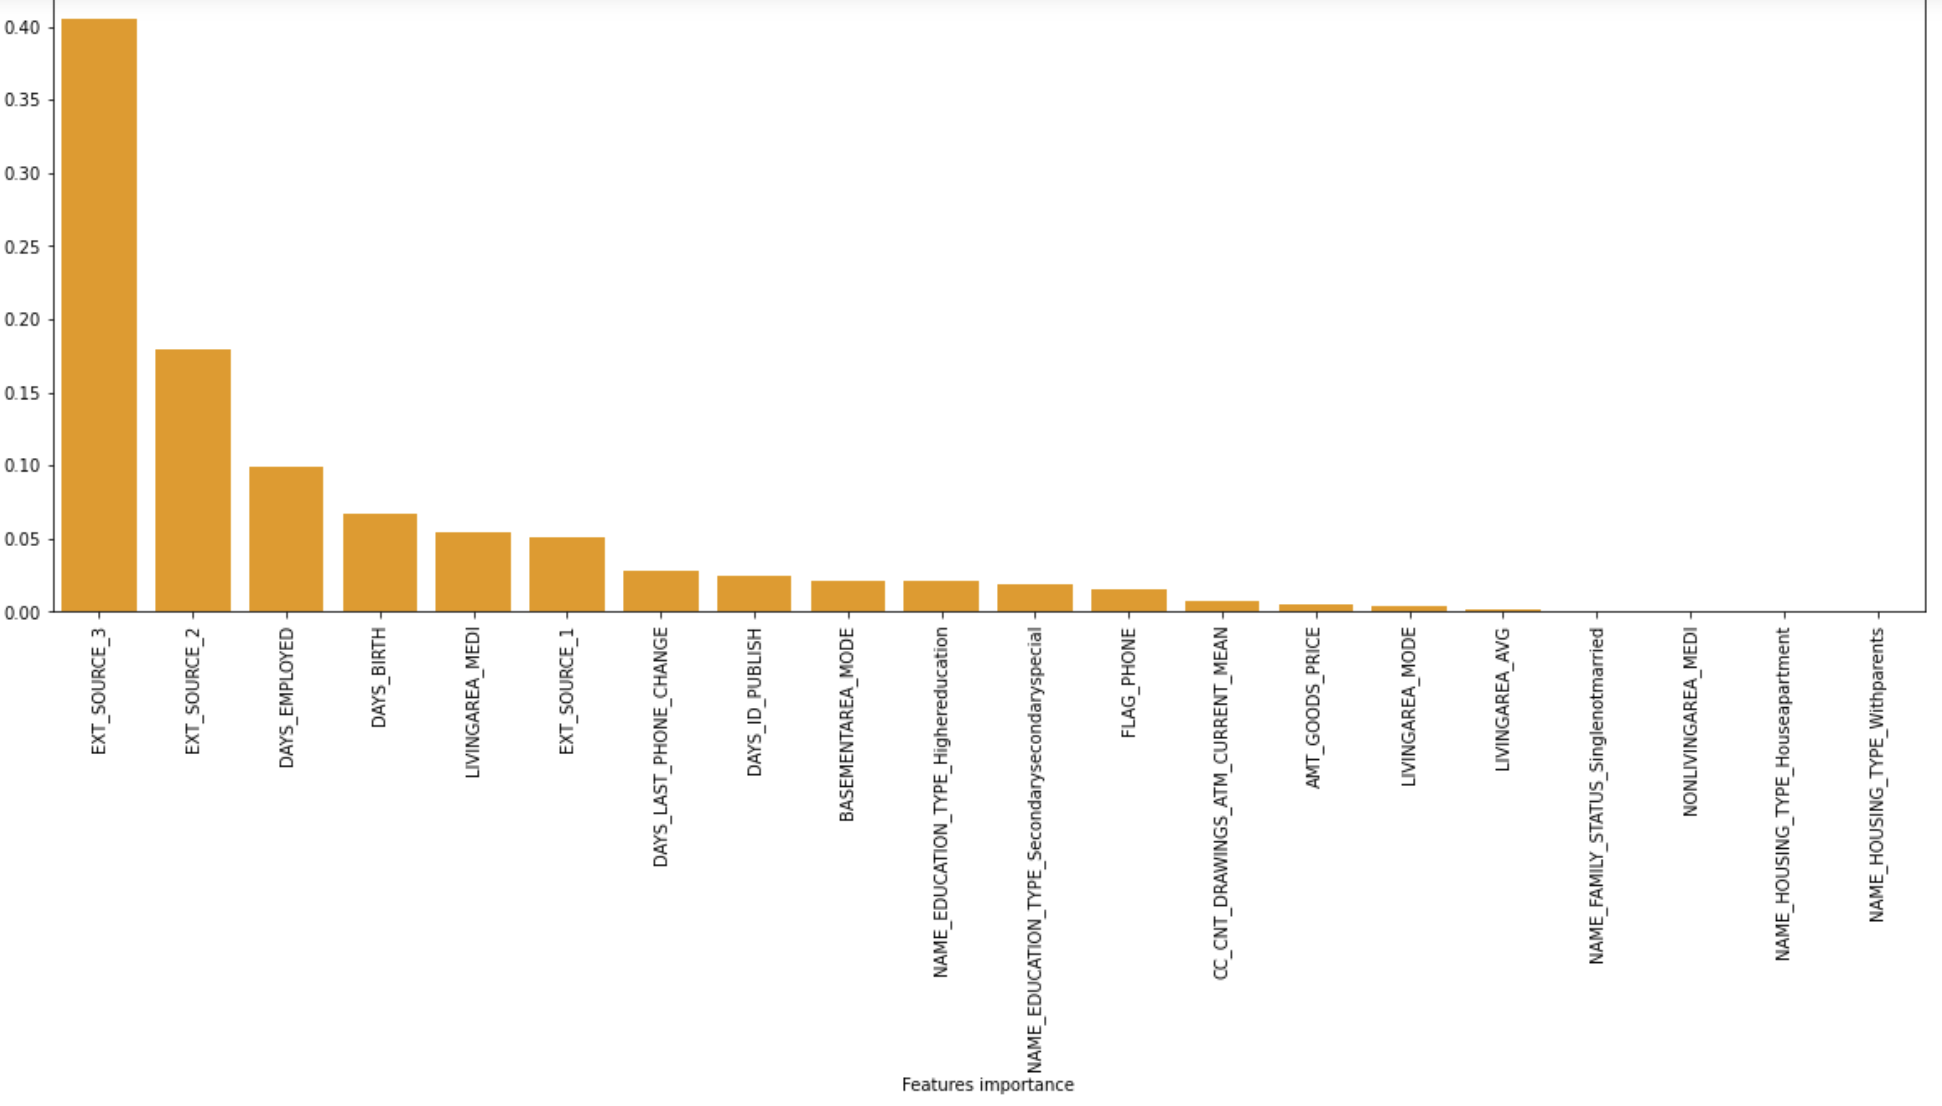 0.40
0.35
0.30
0.25
0.20
0.15
0.10
0.05
0.00
EXT_SOURCE_3
EXT_SOURCE_2
DAYS_EMPLOYED
DAYS_BIRTH
LIVINGAREA_MEDI
EXT_SOURCE_1
DAYS_LAST_PHONE_CHANGE
DAYS_ID_PUBLISH
BASEMENTAREA_MODE
NAME_EDUCATION_TYPE_Highereducation
NAME_EDUCATION_TYPE_Secondarysecondaryspecial
FLAG_PHONE
CC_CNT_DRAWINGS_ATM_CURRENT_MEAN
AMT_GOODS_PRICE
LIVINGAREA_MODE
LIVINGAREA_AVG
NAME_FAMILY_STATUS_Singlenotmarried
NONLIVINGAREA_MEDI
NAME_HOUSING_TYPE_Houseapartment
NAME_HOUSING_TYPE_Withparents
Features importance